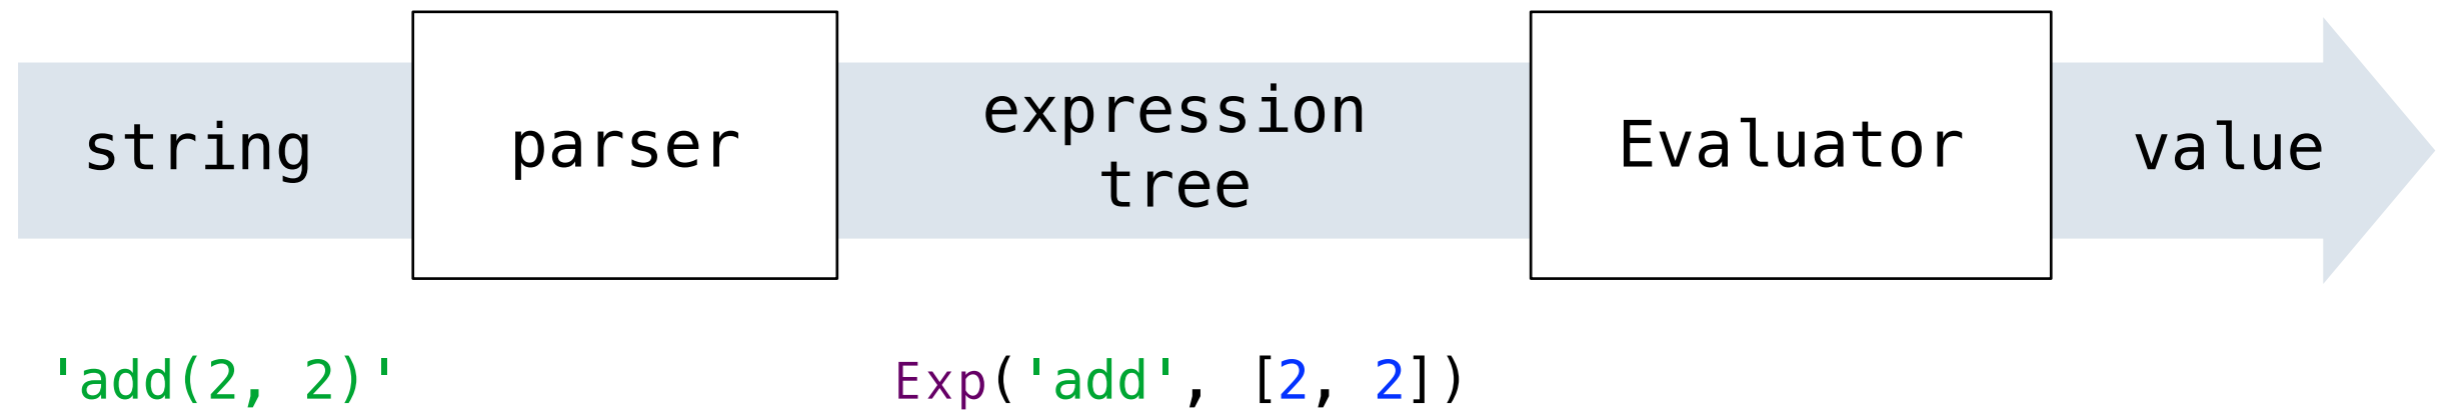 string
parser
expression
tree
Evaluator
value
'add(2, 2)'
Exp('add', [2, 2])